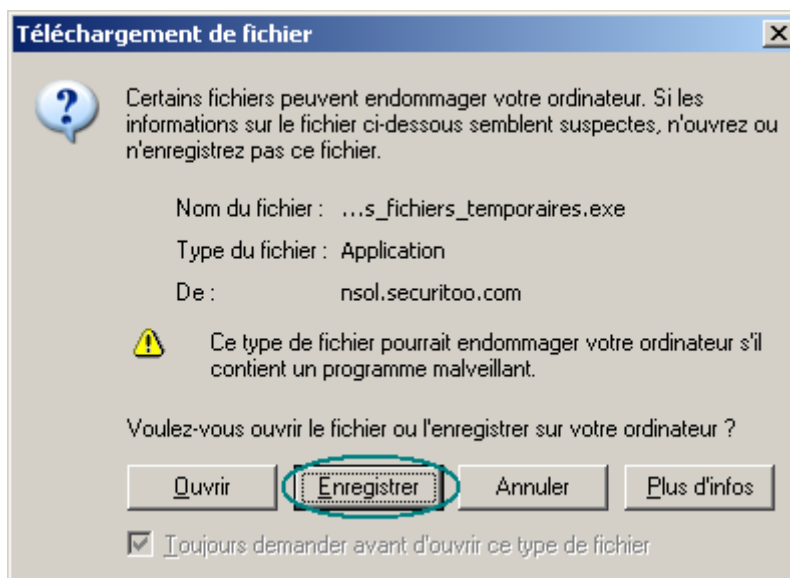 Téléchargement de fichier
Certains fichiers peuvent endommager votre ordinateur. Si les
informations sur le fichier ci-dessous semblent suspectes, n'ouvrez ou
n'enregistrez pas ce fichier.
Nom du fichier : ...s_fichiers_temporaires.exe
Type du fichier : Application
De : nsol.securitoo.com
Ce type de fichier pourrait endommager votre ordinateur s'il
contient un programme malveillant.
Voulez-vous ouvrir le fichier ou l'enregistrer sur votre ordinateur ?
Ouvrir Enregistrer Annuler Plus d'infos
Toujours demander avant d'ouvrir ce type de fichier